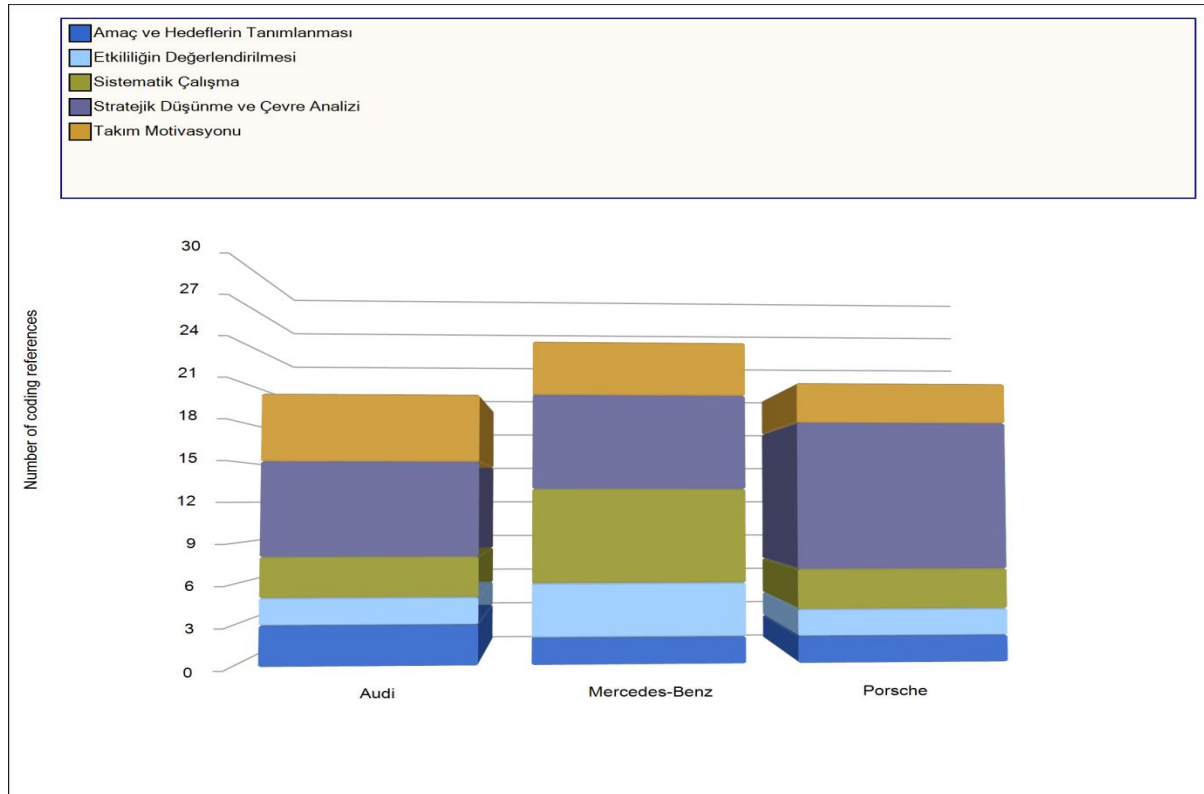 Amaç ve Hedeflerin Tanımlanması
Etkililiğin Değerlendirilmesi
Sistematik Çalışma
Stratejik Düşünme ve Çevre Analizi
Takım Motivasyonu
Number of coding references
30
27
24
21
18
15
12
9
6
3
0
Audi
Mercedes-Benz
Porsche